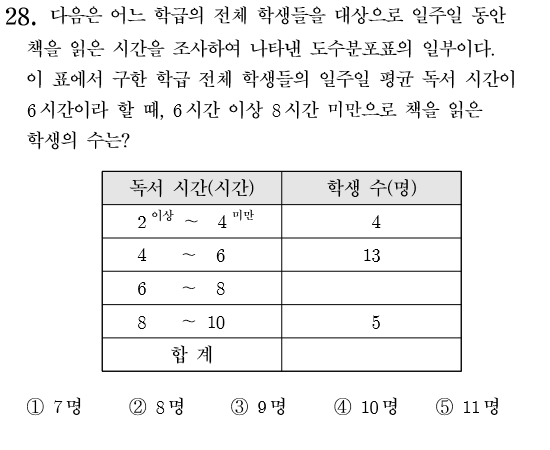 28. 다음은 어느 학급의 전체 학생들을 대상으로 일주일 동안
책을 읽은 시간을 조사하여 나타낸 도수분포표의 일부이다.
이 표에서 구한 학급 전체 학생들의 일주일 평균 독서 시간이
6시간이라 할 때, 6시간 이상 8시간 미만으로 책을 읽은
학생의 수는?
독서 시간(시간) 학생 수(명)
2이상 ~ 4미만 4
4 ~ 6 13
6 ~ 8
8 ~ 10 5
합 계
① 7명 ② 8명 ③ 9명 ④ 10명 ⑤ 11명